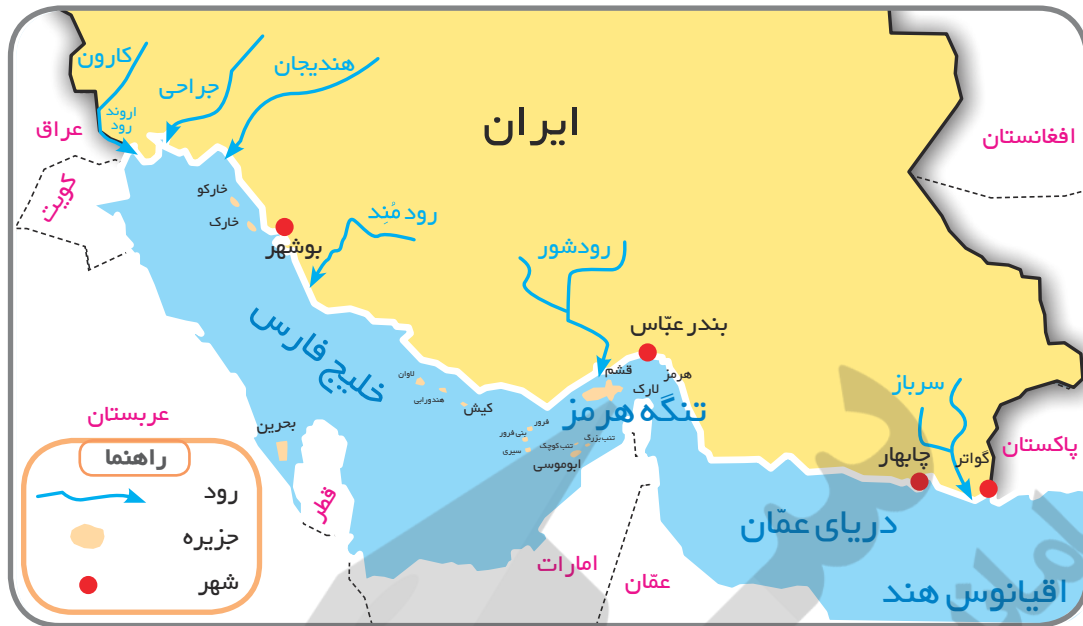 کارون
جراحی
هندیجان
اروند
رود
عراق
کویت
ایران
افغانستان
خارکو
خارک
بوشهر
رود مُند
رودشور
بندر عبّاس
خلیج فارس
لاوان
هندورابی
کیش
قشم
لارک
هرمز
تنگه هرمز
فرور
بنی فرور
سیری
تنب بزرگ
تنب کوچک
ابوموسی
سرباز
چابهار
گواتر
پاکستان
عربستان
بحرین
قطر
امارات
عمّان
دریای عمّان
اقیانوس هند
راهنما
رود
جزیره
شهر